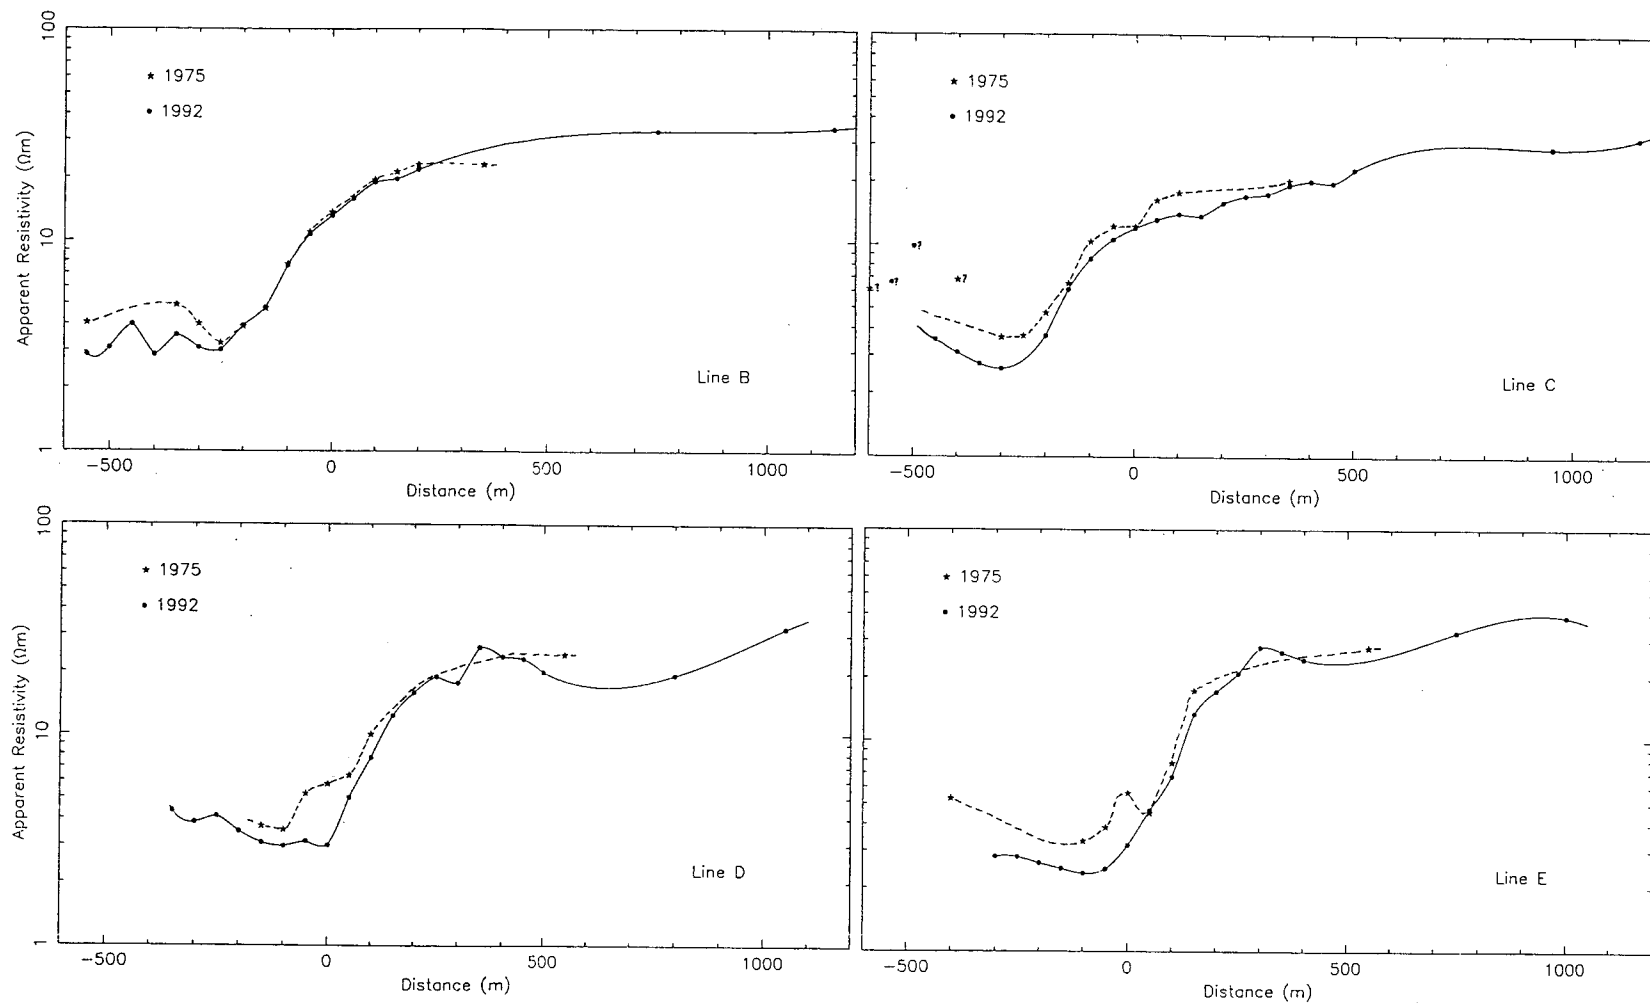 100
★ 1975
• 1992
10
1
Apparent Resistivity (Ωm)
Line B
-500 0 500 1000
Distance (m)
★ 1975
• 1992
•?
★?
★? •?
Line C
-500 0 500 1000
Distance (m)
100
★ 1975
• 1992
10
1
Apparent Resistivity (Ωm)
Line D
-500 0 500 1000
Distance (m)
★ 1975
• 1992
Line E
-500 0 500 1000
Distance (m)